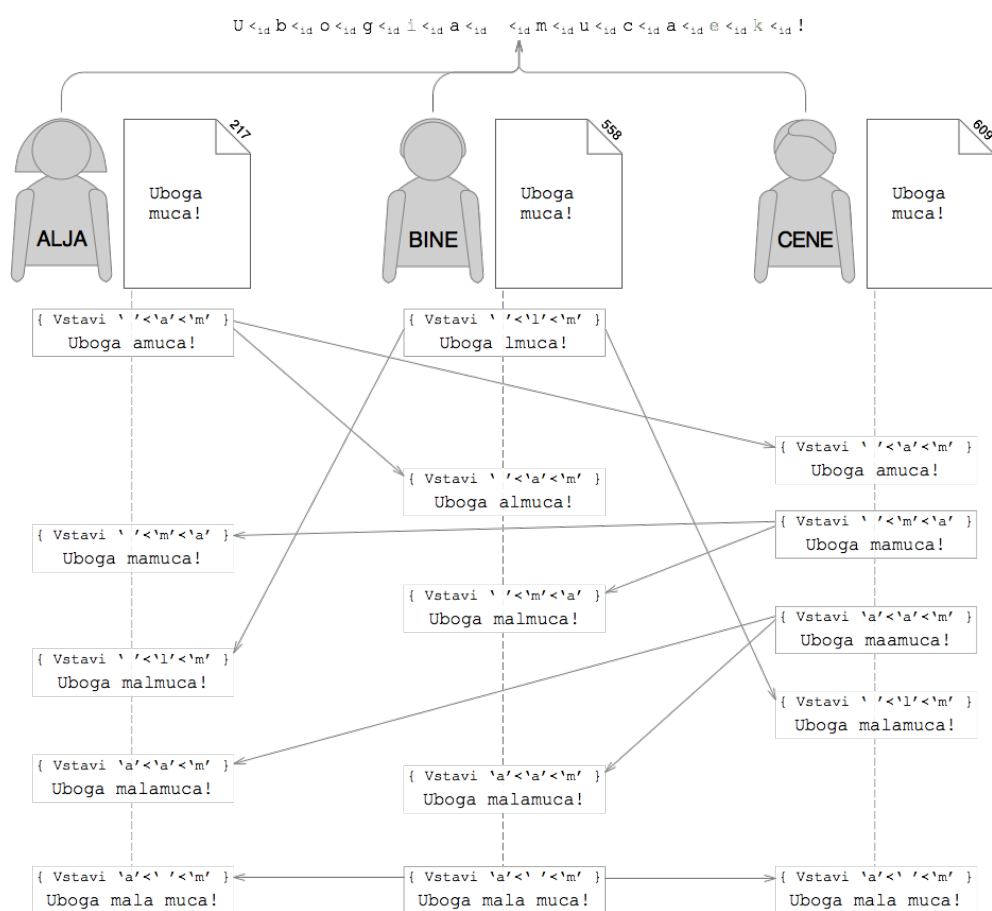 U <id b <id o <id g <id i <id a <id   <id m <id u <id c <id a <id e <id k <id !
217
558
609
Uboga
muca!
Uboga
muca!
Uboga
muca!
ALJA
BINE
CENE
{ Vstavi ‘ ’<‘a’<‘m’ }
Uboga amuca!
{ Vstavi ‘ ’<‘l’<‘m’ }
Uboga lmuca!
{ Vstavi ‘ ’<‘a’<‘m’ }
Uboga amuca!
{ Vstavi ‘ ’<‘a’<‘m’ }
Uboga almuca!
{ Vstavi ‘ ’<‘m’<‘a’ }
Uboga mamuca!
{ Vstavi ‘ ’<‘m’<‘a’ }
Uboga mamuca!
{ Vstavi ‘ ’<‘m’<‘a’ }
Uboga malmuca!
{ Vstavi ‘a’<‘a’<‘m’ }
Uboga maamuca!
{ Vstavi ‘ ’<‘l’<‘m’ }
Uboga malmuca!
{ Vstavi ‘ ’<‘l’<‘m’ }
Uboga malamuca!
{ Vstavi ‘a’<‘a’<‘m’ }
Uboga malamuca!
{ Vstavi ‘a’<‘a’<‘m’ }
Uboga malamuca!
{ Vstavi ‘a’<‘ ’<‘m’ }
Uboga mala muca!
{ Vstavi ‘a’<‘ ’<‘m’ }
Uboga mala muca!
{ Vstavi ‘a’<‘ ’<‘m’ }
Uboga mala muca!